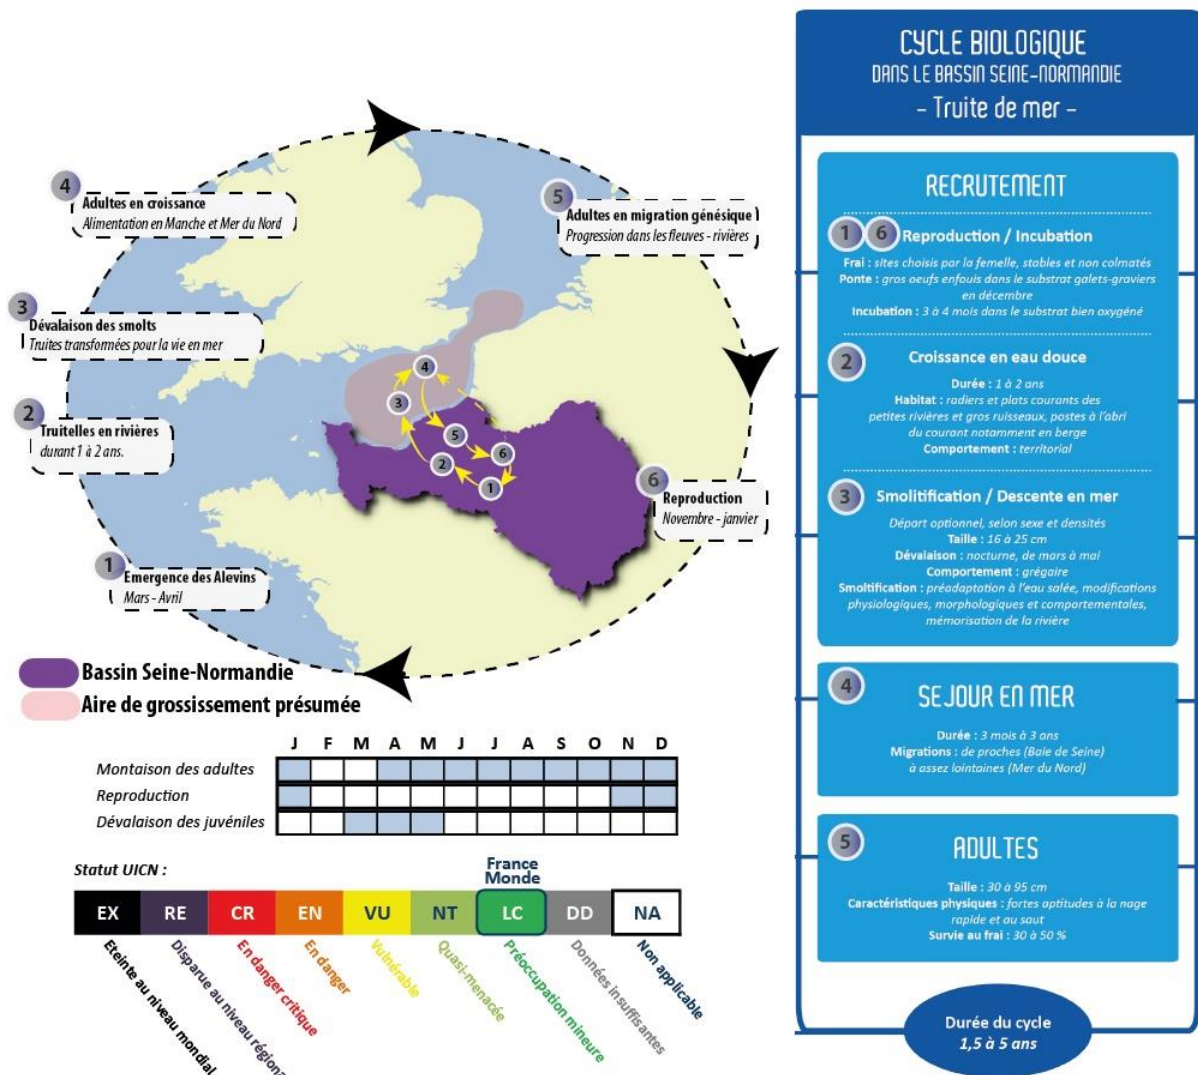 4
Adultes en croissance
Alimentation en Manche et Mer du Nord
5
Adultes en migration génésique
Progression dans les fleuves - rivières
3
Dévalaison des smolts
Truites transformées pour la vie en mer
2
Truitelles en rivières
durant 1 à 2 ans.
6
Reproduction
Novembre - janvier
1
Emergence des Alevins
Mars - Avril
4
3
5
6
2
1
Bassin Seine-Normandie
Aire de grossissement présumée
J F M A M J J A S O N D
Montaison des adultes
Reproduction
Dévalaison des juvéniles
Statut UICN :
France
Monde
EX RE CR EN VU NT LC DD NA
Eteinte au niveau mondial
Disparue au niveau régiona
En danger critique
En danger
Vulnérable
Quasi-menacée
Préoccupation mineure
Données insuffisantes
Non applicable
CYCLE BIOLOGIQUE
DANS LE BASSIN SEINE-NORMANDIE
- Truite de mer -
RECRUTEMENT
1 6 Reproduction / Incubation
Frai : sites choisis par la femelle, stables et non colmatés
Ponte : gros oeufs enfouis dans le substrat galets-graviers
en décembre
Incubation : 3 à 4 mois dans le substrat bien oxygéné
2 Croissance en eau douce
Durée : 1 à 2 ans
Habitat : radiers et plats courants des
petites rivières et gros ruisseaux, postes à l'abri
du courant notamment en berge
Comportement : territorial
3 Smolitification / Descente en mer
Départ optionnel, selon sexe et densités
Taille : 16 à 25 cm
Dévalaison : nocturne, de mars à mai
Comportement : grégaire
Smoltification : préadaptation à l'eau salée, modifications
physiologiques, morphologiques et comportementales,
mémorisation de la rivière
4 SEJOUR EN MER
Durée : 3 mois à 3 ans
Migrations : de proches (Baie de Seine)
à assez lointaines (Mer du Nord)
5 ADULTES
Taille : 30 à 95 cm
Caractéristiques physiques : fortes aptitudes à la nage
rapide et au saut
Survie au frai : 30 à 50 %
Durée du cycle
1,5 à 5 ans